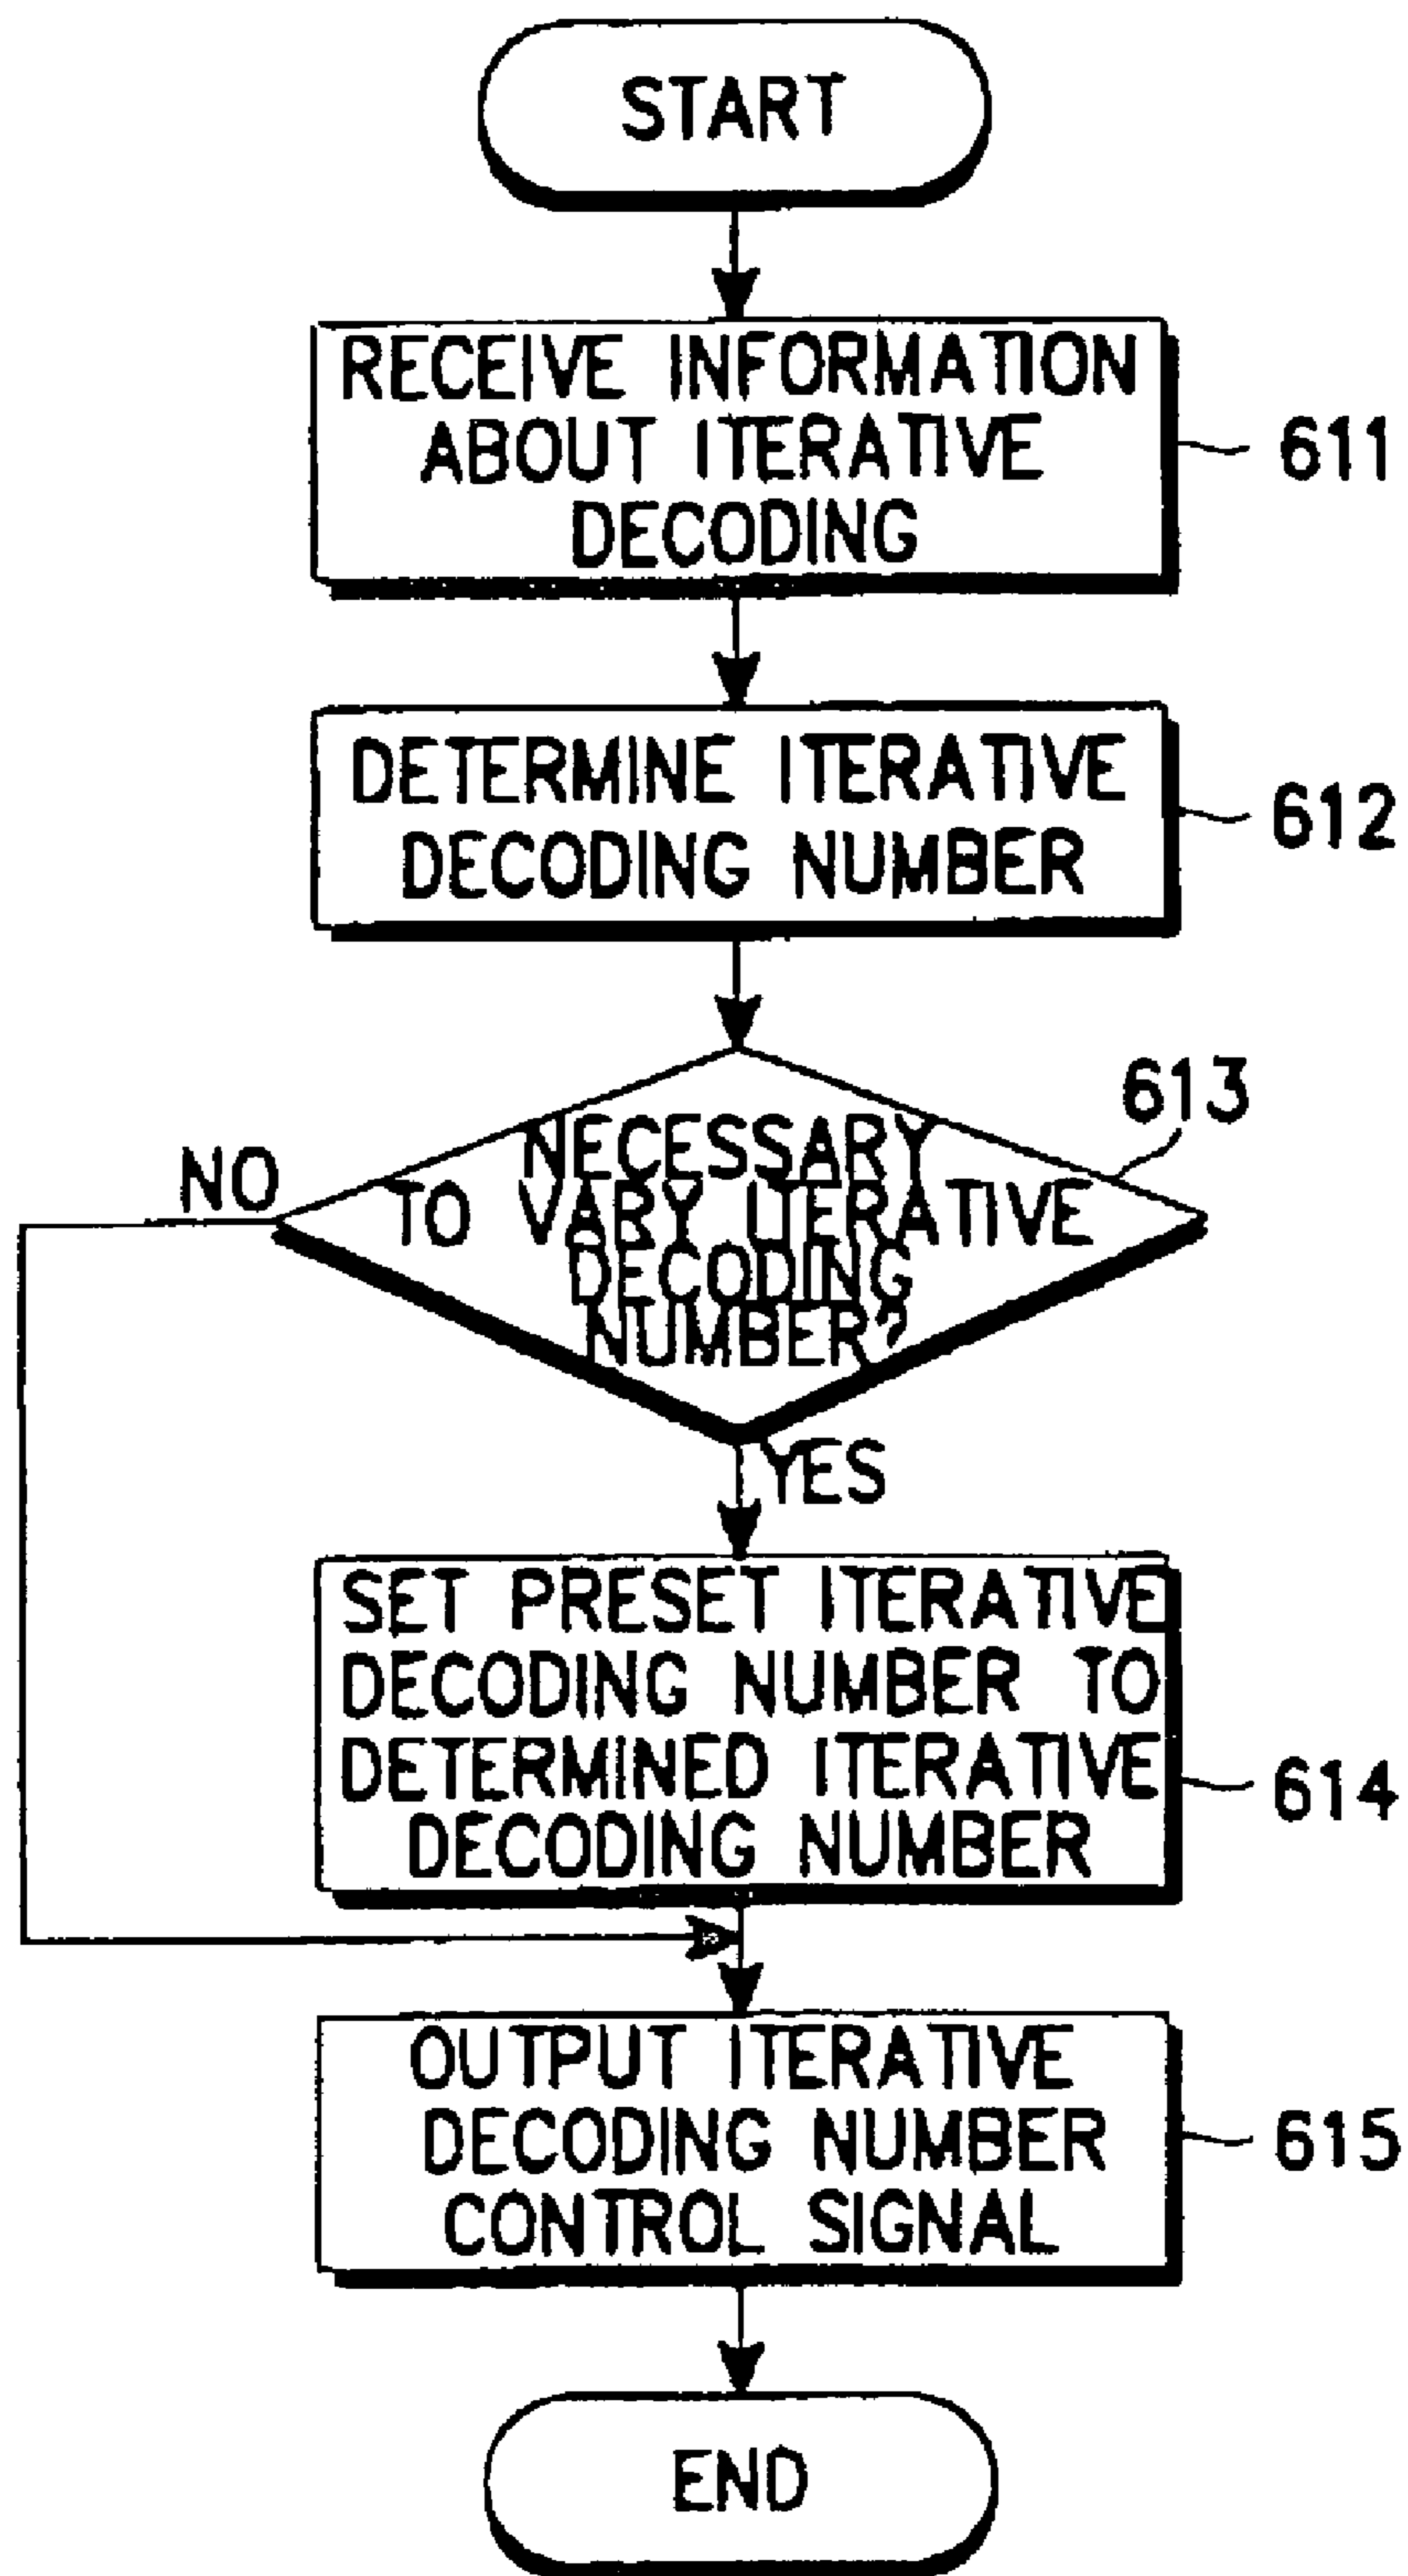 START
RECEIVE INFORMATION
ABOUT ITERATIVE
DECODING
611
DETERMINE ITERATIVE
DECODING NUMBER
612
613
NECESSARY
TO VARY ITERATIVE
DECODING
NUMBER?
NO
YES
SET PRESET ITERATIVE
DECODING NUMBER TO
DETERMINED ITERATIVE
DECODING NUMBER
614
OUTPUT ITERATIVE
DECODING NUMBER
CONTROL SIGNAL
615
END